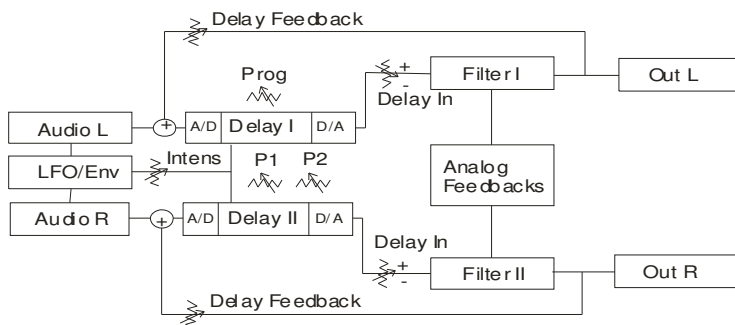 Delay Feedback
+
-
Filter I
Out L
Prog
Delay In
Audio L
+
A/D
Delay I
D/A
LFO/Env
Intens
P1
P2
Analog
Feedbacks
Audio R
+
A/D
Delay II
D/A
Delay In
+
-
Filter II
Out R
Delay Feedback